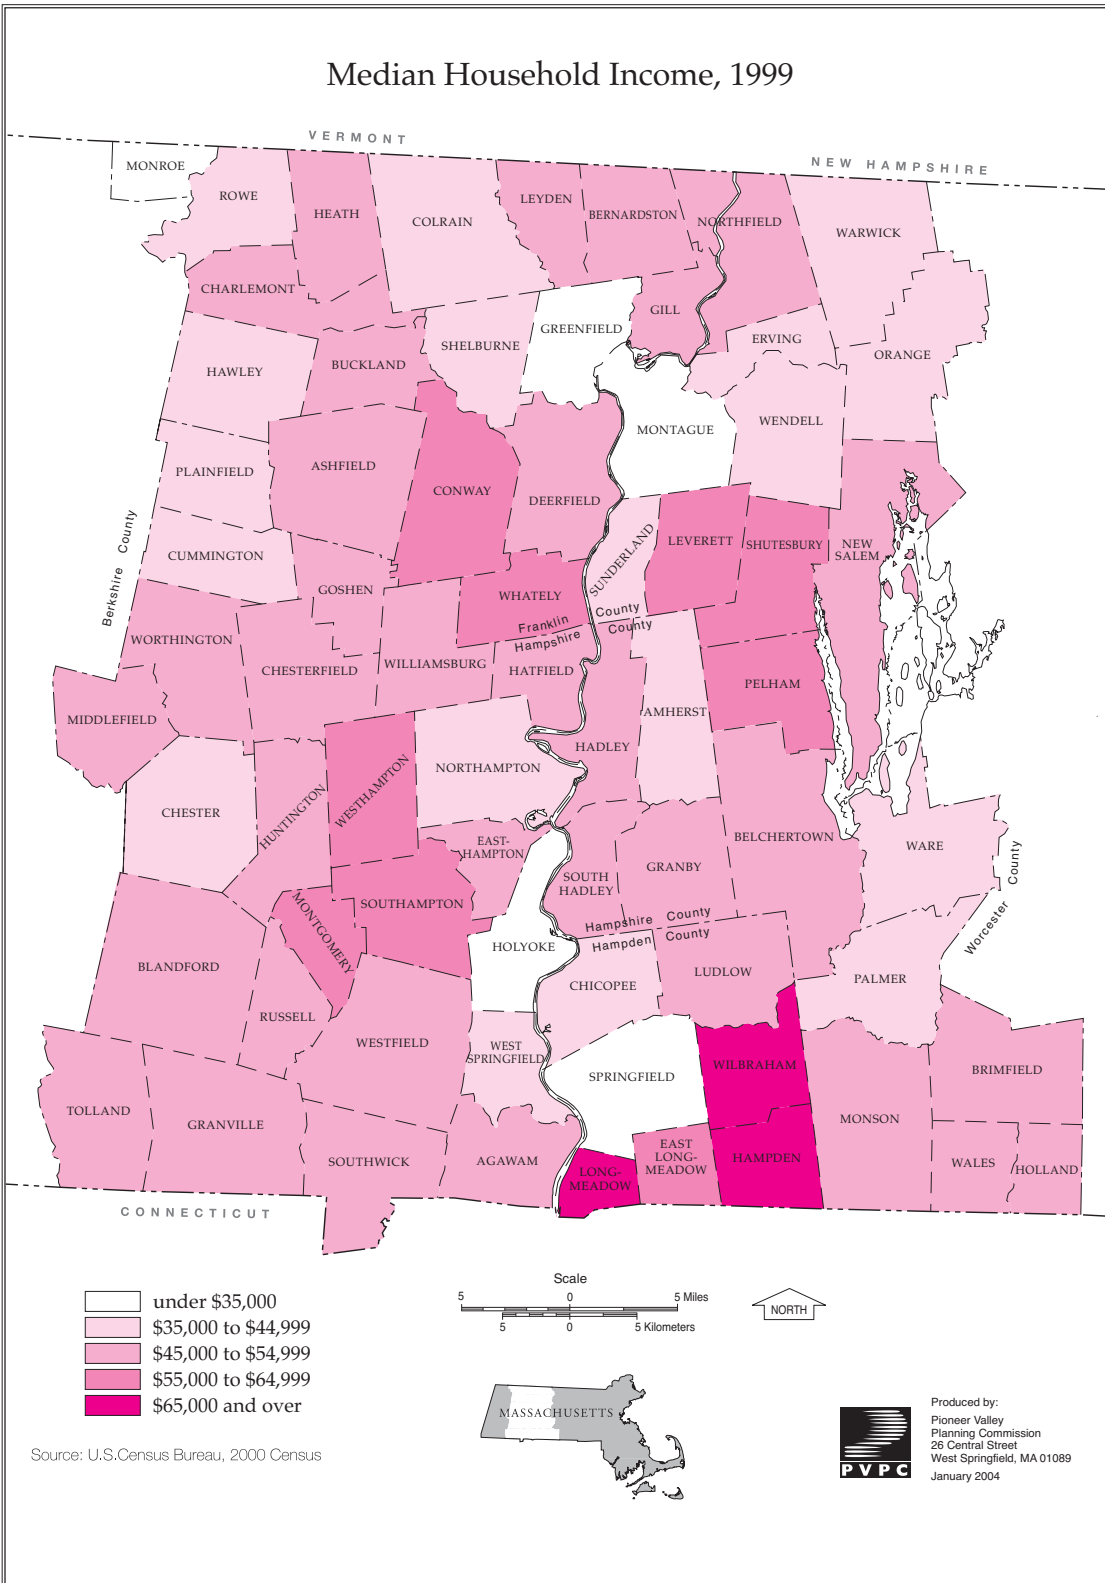 Median Household Income, 1999
VERMONT
NEW HAMPSHIRE
MONROE
ROWE
HEATH
COLRAIN
LEYDEN
BERNARDSTON
NORTHFIELD
WARWICK
CHARLEMONT
GILL
GREENFIELD
ERVING
ORANGE
SHELBURNE
BUCKLAND
HAWLEY
WENDELL
MONTAGUE
PLAINFIELD
ASHFIELD
CONWAY
DEERFIELD
SUNDERLAND
LEVERETT
SHUTESBURY
NEW
SALEM
CUMMINGTON
GOSHEN
WHATELY
Berkshire County
Franklin County
Hampshire County
WORTHINGTON
CHESTERFIELD
WILLIAMSBURG
HATFIELD
PELHAM
MIDDLEFIELD
AMHERST
HADLEY
NORTHAMPTON
WESTHAMPTON
HUNTINGTON
CHESTER
EAST-
HAMPTON
BELCHERTOWN
WARE
GRANBY
SOUTH
HADLEY
SOUTHAMPTON
MONTGOMERY
Hampshire County
Hampden County
Worcester County
HOLYOKE
BLANDFORD
LUDLOW
PALMER
CHICOPEE
RUSSELL
WESTFIELD
WEST
SPRINGFIELD
SPRINGFIELD
WILBRAHAM
BRIMFIELD
TOLLAND
GRANVILLE
MONSON
SOUTHWICK
AGAWAM
LONG-
MEADOW
EAST
LONG-
MEADOW
HAMPDEN
WALES
HOLLAND
CONNECTICUT
under $35,000
$35,000 to $44,999
$45,000 to $54,999
$55,000 to $64,999
$65,000 and over
Scale
5 0 5 Miles
5 0 5 Kilometers
NORTH
MASSACHUSETTS
Source: U.S.Census Bureau, 2000 Census
PVPC
Produced by:
Pioneer Valley
Planning Commission
26 Central Street
West Springfield, MA 01089
January 2004